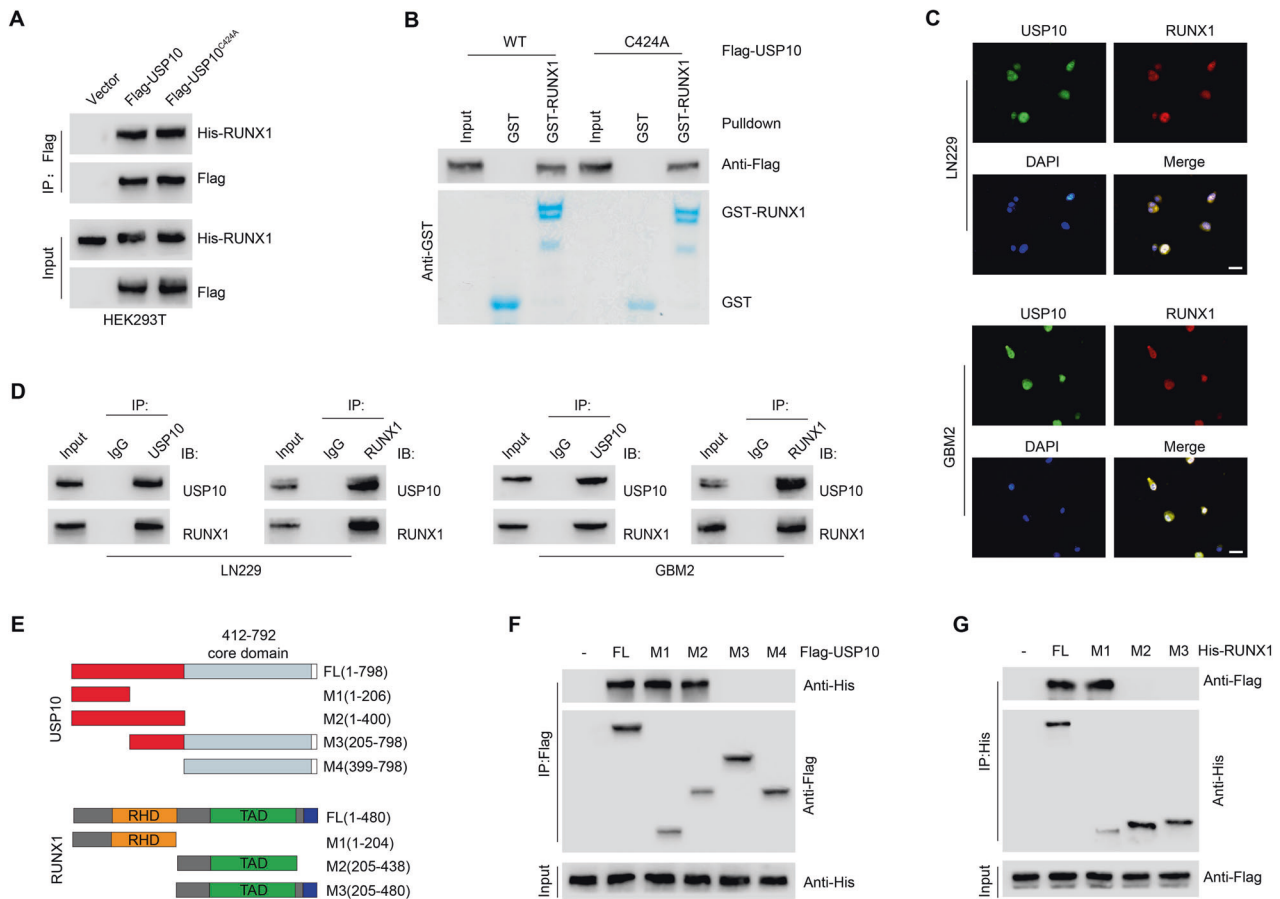 A
Vector
Flag-USP10
Flag-USP10C424A
IP: Flag
His-RUNX1
Flag
Input
His-RUNX1
Flag
HEK293T
B
WT
C424A
Flag-USP10
Input
GST
GST-RUNX1
Input
GST
GST-RUNX1
Pulldown
Anti-Flag
Anti-GST
GST-RUNX1
GST
C
USP10
RUNX1
LN229
DAPI
Merge
USP10
RUNX1
GBM2
DAPI
Merge
D
IP:
IP:
IP:
IP:
Input
IgG
USP10
IB:
Input
IgG
RUNX1
IB:
Input
IgG
USP10
IB:
Input
IgG
RUNX1
IB:
USP10
USP10
USP10
USP10
RUNX1
RUNX1
RUNX1
RUNX1
LN229
GBM2
E
412-792
core domain
USP10
FL(1-798)
M1(1-206)
M2(1-400)
M3(205-798)
M4(399-798)
RUNX1
RHD
TAD
FL(1-480)
RHD
M1(1-204)
TAD
M2(205-438)
TAD
M3(205-480)
F
- FL M1 M2 M3 M4 Flag-USP10
Anti-His
IP:Flag
Anti-Flag
Input
Anti-His
G
- FL M1 M2 M3 His-RUNX1
Anti-Flag
IP:His
Anti-His
Input
Anti-Flag